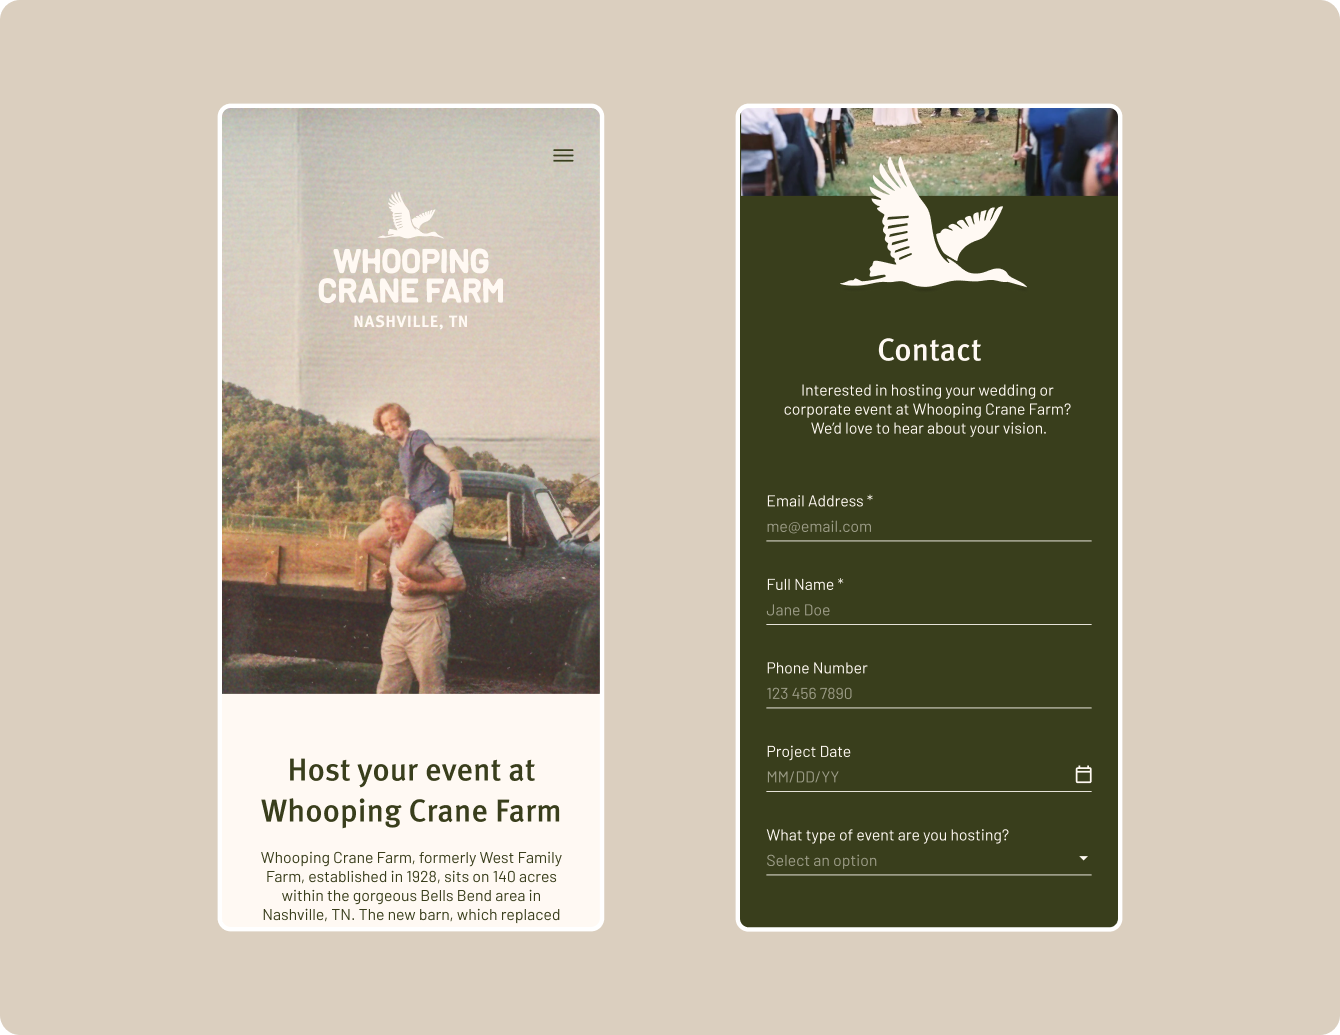 WHOOPING
CRANE FARM
NASHVILLE, TN
Host your event at
Whooping Crane Farm
Whooping Crane Farm, formerly West Family
Farm, established in 1928, sits on 140 acres
within the gorgeous Bells Bend area in
Nashville, TN. The new barn, which replaced
Contact
Interested in hosting your wedding or
corporate event at Whooping Crane Farm?
We'd love to hear about your vision.
Email Address *
me@email.com
Full Name *
Jane Doe
Phone Number
123 456 7890
Project Date
MM/DD/YY
What type of event are you hosting?
Select an option